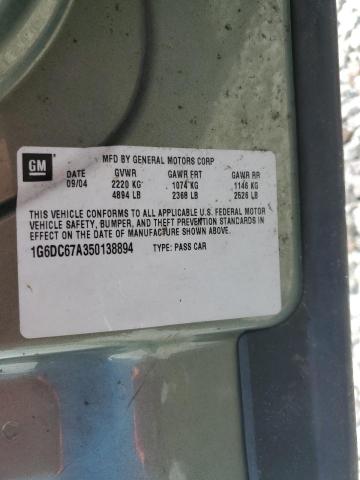 MFD BY GENERAL MOTORS CORP
GM DATE GVWR GAWR FRT GAWR RR
09/04 2220 KG 1074 KG 1146 KG
4894 LB 2368 LB 2526 LB
THIS VEHICLE CONFORMS TO ALL APPLICABLE U.S. FEDERAL MOTOR
VEHICLE SAFETY, BUMPER, AND THEFT PREVENTION STANDARDS IN
EFFECT ON THE DATE OF MANUFACTURE SHOWN ABOVE.
1G6DC67A350138894 TYPE: PASS CAR